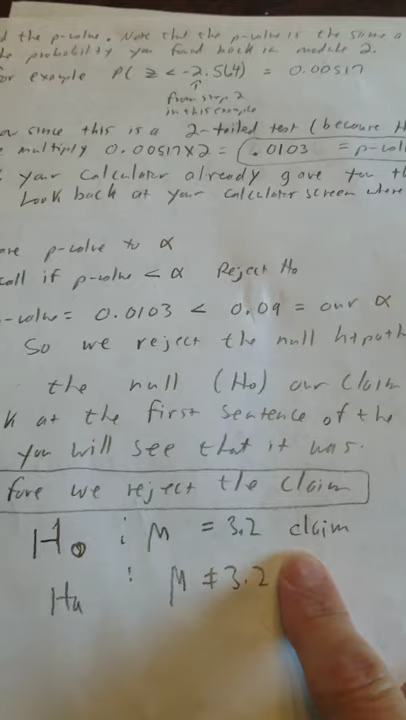 d the p-value. Note that the p-value is the same a
he probability you found back in module 2.
For example P(z < -2.564) = 0.00517
↑
from step 2
in this example
ow since this is a 2-tailed test (because H
e multiply 0.00517x2 = .0103 = p-valu
your calculator already gave you th
Look back at your calculator screen where
are p-value to α
call if p-value < α Reject Ho
-value = 0.0103 < 0.09 = our α
So we reject the null hypoth
the null (Ho) our claim
k at the first sentence of the
you will see that it was.
fore we reject the claim
Ho : M = 3.2 claim
Ha : M ≠ 3.2